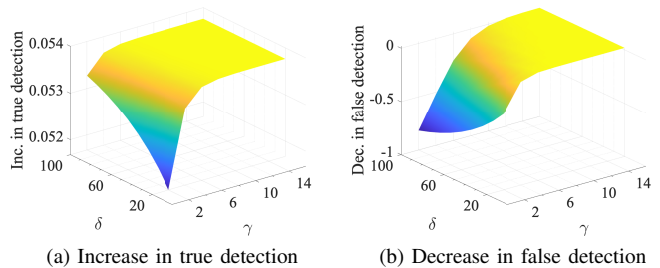 Inc. in true detection
0.054
0.053
0.052
100
60
20
δ
2
6
10
14
γ
(a) Increase in true detection
Dec. in false detection
0
-0.5
-1
100
60
20
δ
2
6
10
14
γ
(b) Decrease in false detection